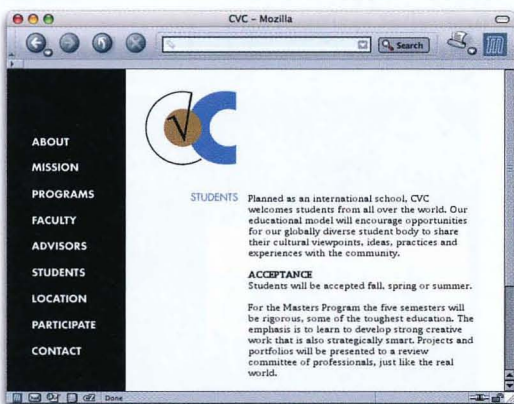 CVC – Mozilla
Search
CVC
ABOUT
MISSION
PROGRAMS
FACULTY
ADVISORS
STUDENTS
LOCATION
PARTICIPATE
CONTACT
STUDENTS
Planned as an international school, CVC
welcomes students from all over the world. Our
educational model will encourage opportunities
for our globally diverse student body to share
their cultural viewpoints, ideas, practices and
experiences with the community.
ACCEPTANCE
Students will be accepted fall, spring or summer.
For the Masters Program the five semesters will
be rigorous, some of the toughest education. The
emphasis is to learn to develop strong creative
work that is also strategically smart. Projects and
portfolios will be presented to a review
committee of professionals, just like the real
world.
Done